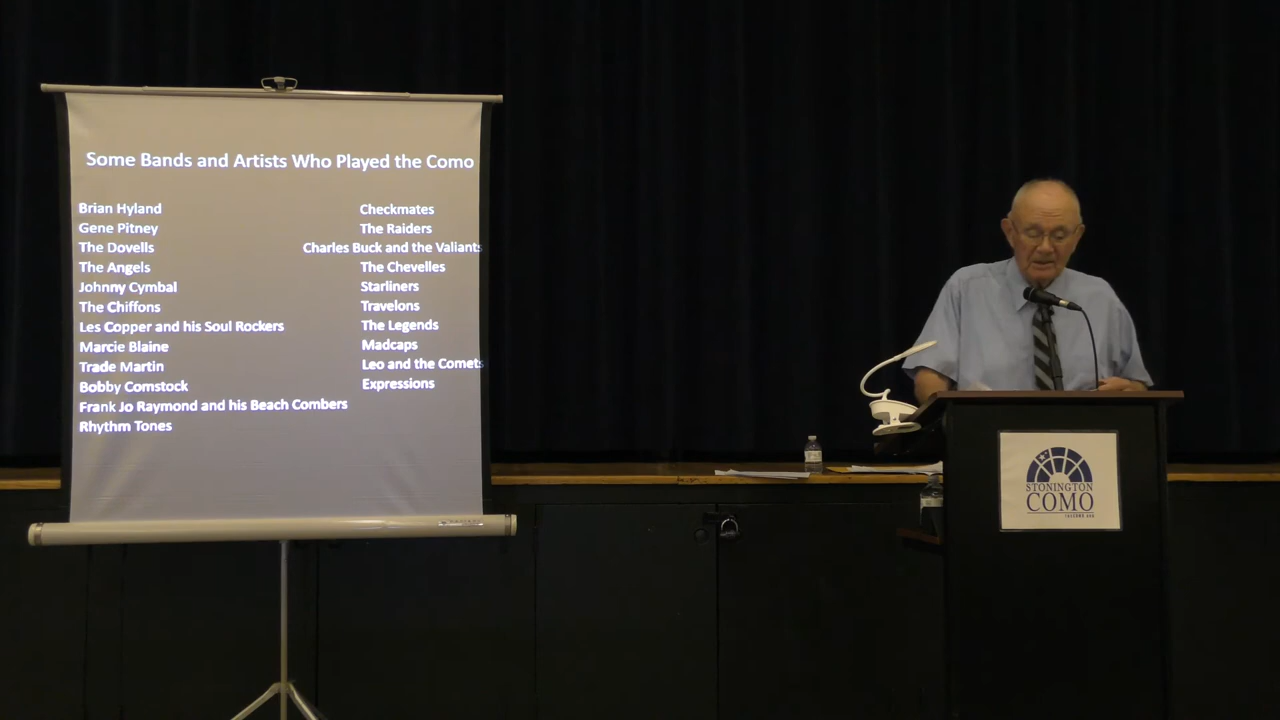 Some Bands and Artists Who Played the Como
Brian Hyland
Gene Pitney
The Dovells
The Angels
Johnny Cymbal
The Chiffons
Les Copper and his Soul Rockers
Marcie Blaine
Trade Martin
Bobby Comstock
Frank Jo Raymond and his Beach Combers
Rhythm Tones
Checkmates
The Raiders
Charles Buck and the Valiants
The Chevelles
Starliners
Travelons
The Legends
Madcaps
Leo and the Comets
Expressions
STONINGTON
COMO